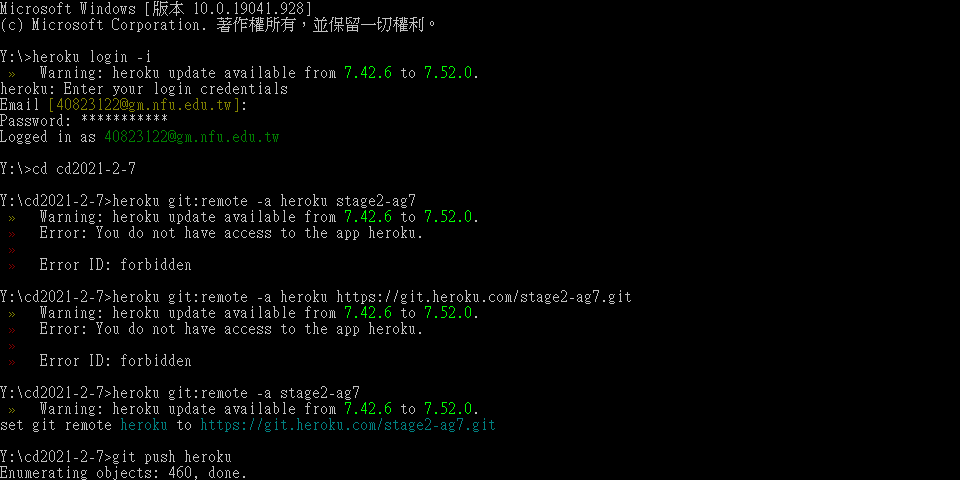 Microsoft Windows [版本 10.0.19041.928]
(c) Microsoft Corporation. 著作權所有，並保留一切權利。
Y:\>heroku login -i
»   Warning: heroku update available from 7.42.6 to 7.52.0.
heroku: Enter your login credentials
Email [40823122@gm.nfu.edu.tw]:
Password: ***********
Logged in as 40823122@gm.nfu.edu.tw
Y:\>cd cd2021-2-7
Y:\cd2021-2-7>heroku git:remote -a heroku stage2-ag7
»   Warning: heroku update available from 7.42.6 to 7.52.0.
»   Error: You do not have access to the app heroku.
»
»   Error ID: forbidden
Y:\cd2021-2-7>heroku git:remote -a heroku https://git.heroku.com/stage2-ag7.git
»   Warning: heroku update available from 7.42.6 to 7.52.0.
»   Error: You do not have access to the app heroku.
»
»   Error ID: forbidden
Y:\cd2021-2-7>heroku git:remote -a stage2-ag7
»   Warning: heroku update available from 7.42.6 to 7.52.0.
set git remote heroku to https://git.heroku.com/stage2-ag7.git
Y:\cd2021-2-7>git push heroku
Enumerating objects: 460, done.